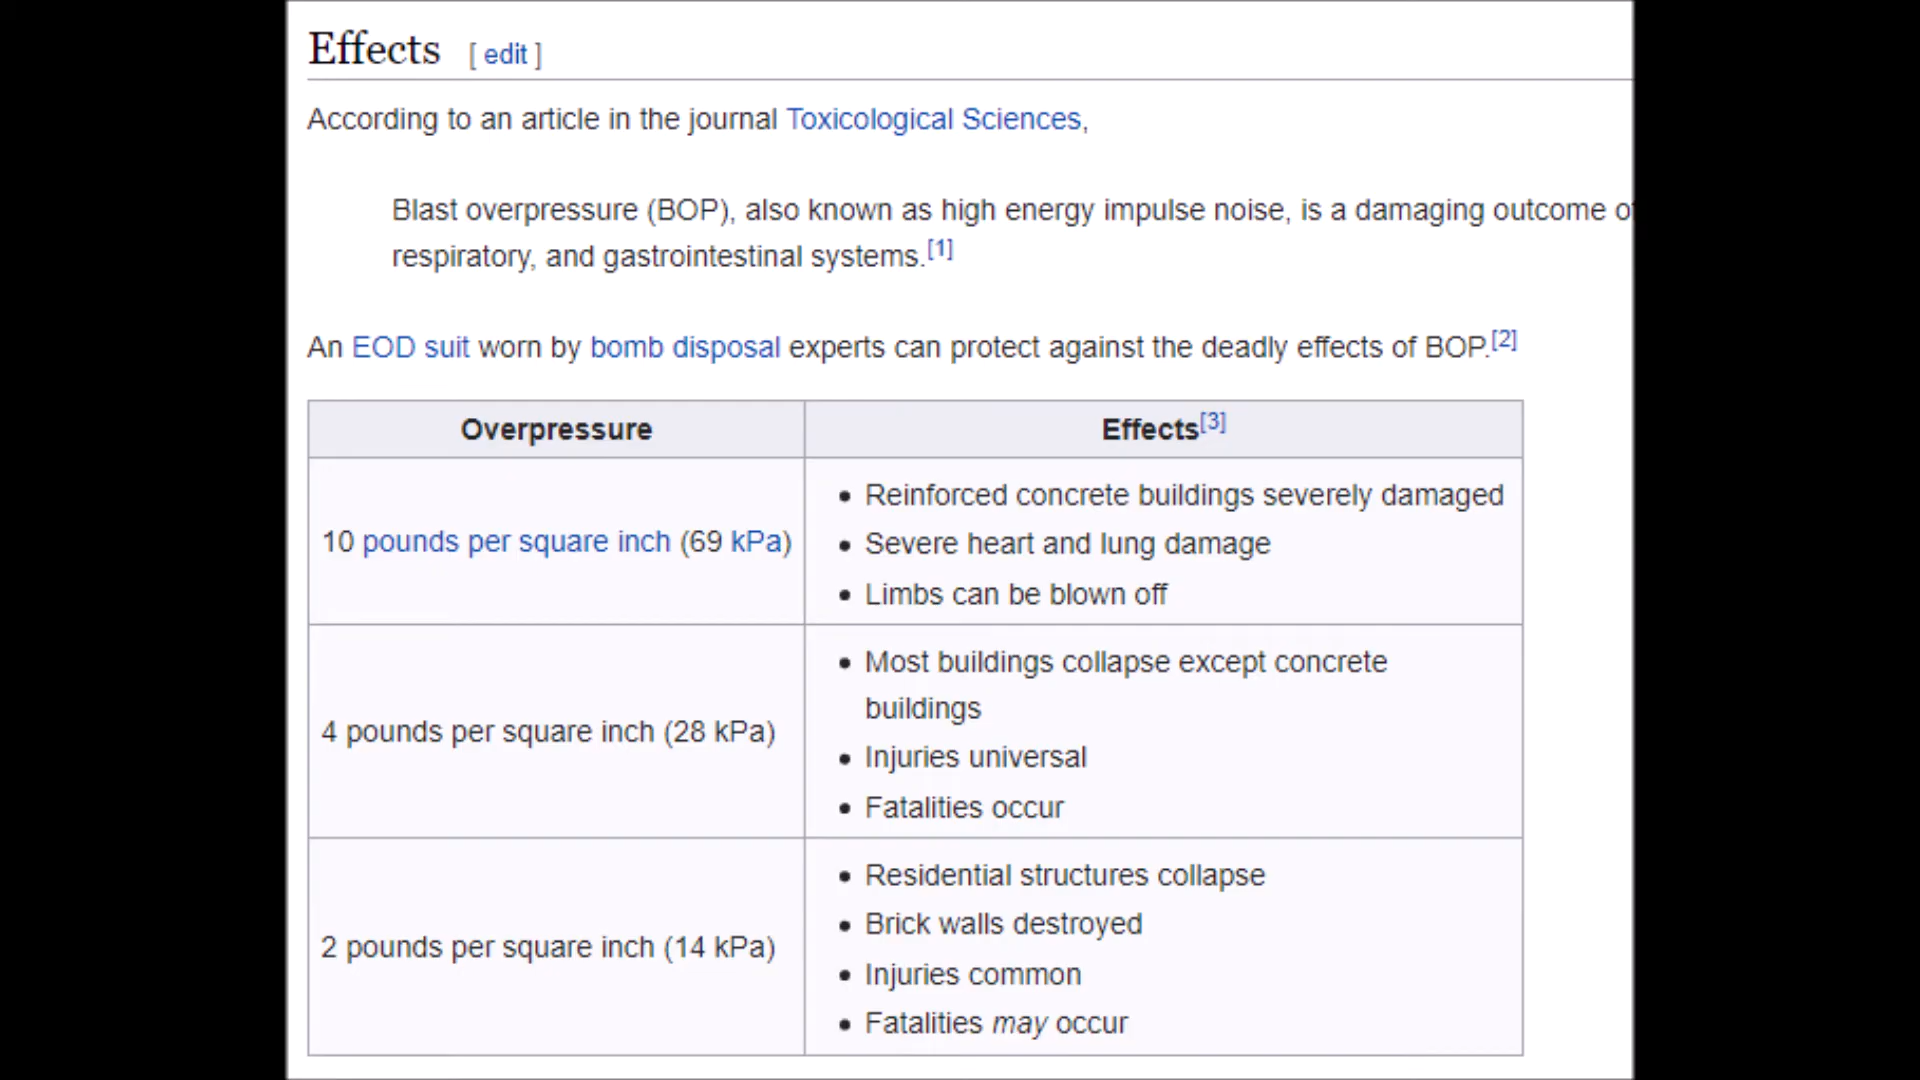 Effects [ edit ]
According to an article in the journal Toxicological Sciences,
Blast overpressure (BOP), also known as high energy impulse noise, is a damaging outcome of
respiratory, and gastrointestinal systems.[1]
An EOD suit worn by bomb disposal experts can protect against the deadly effects of BOP.[2]
Overpressure
Effects[3]
10 pounds per square inch (69 kPa)
• Reinforced concrete buildings severely damaged
• Severe heart and lung damage
• Limbs can be blown off
4 pounds per square inch (28 kPa)
• Most buildings collapse except concrete
buildings
• Injuries universal
• Fatalities occur
2 pounds per square inch (14 kPa)
• Residential structures collapse
• Brick walls destroyed
• Injuries common
• Fatalities may occur